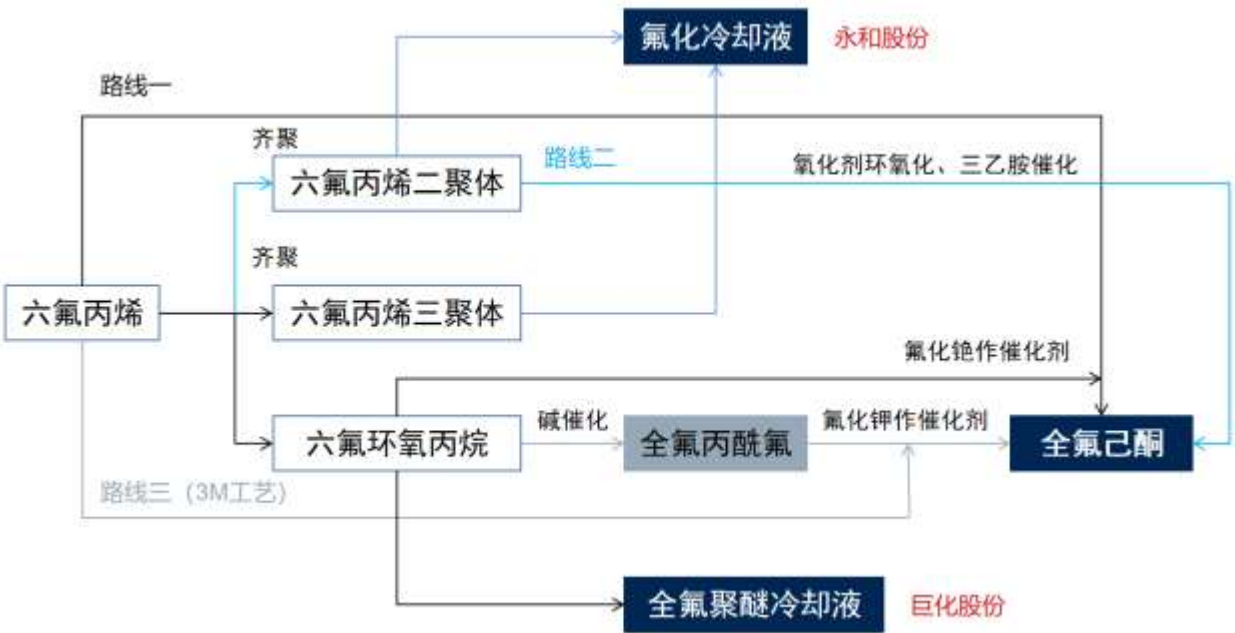 氟化冷却液
永和股份
路线一
齐聚
路线二
六氟丙烯二聚体
氧化剂环氧化、三乙胺催化
齐聚
六氟丙烯
六氟丙烯三聚体
氟化铯作催化剂
六氟环氧丙烷
碱催化
全氟丙酰氟
氟化钾作催化剂
全氟己酮
路线三（3M工艺）
全氟聚醚冷却液
巨化股份